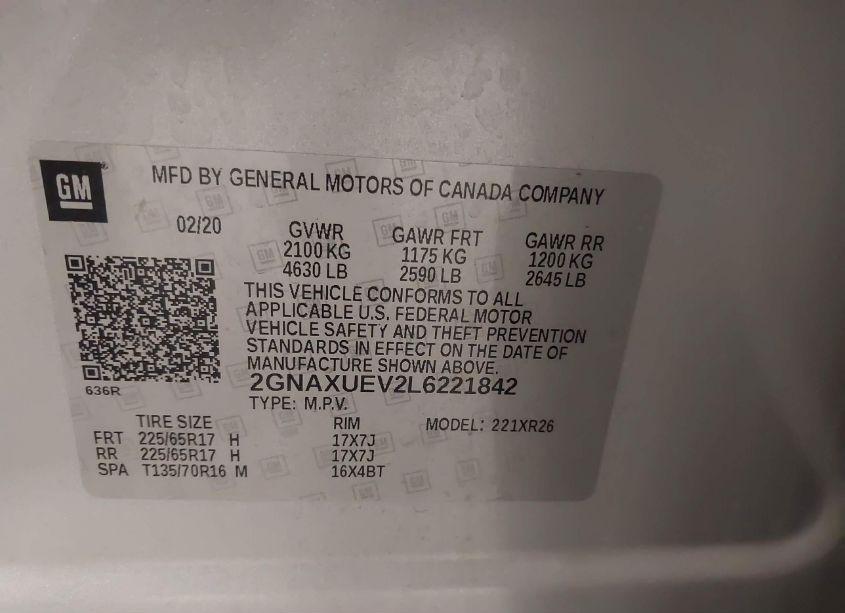 GM
MFD BY GENERAL MOTORS OF CANADA COMPANY
02/20
GVWR GAWR FRT GAWR RR
2100 KG 1175 KG 1200 KG
4630 LB 2590 LB 2645 LB
THIS VEHICLE CONFORMS TO ALL
APPLICABLE U.S. FEDERAL MOTOR
VEHICLE SAFETY AND THEFT PREVENTION
STANDARDS IN EFFECT ON THE DATE OF
MANUFACTURE SHOWN ABOVE.
636R
2GNAXUEV2L6221842
TYPE: M.P.V.
TIRE SIZE RIM MODEL: 221XR26
FRT 225/65R17 H 17X7J
RR 225/65R17 H 17X7J
SPA T135/70R16 M 16X4BT